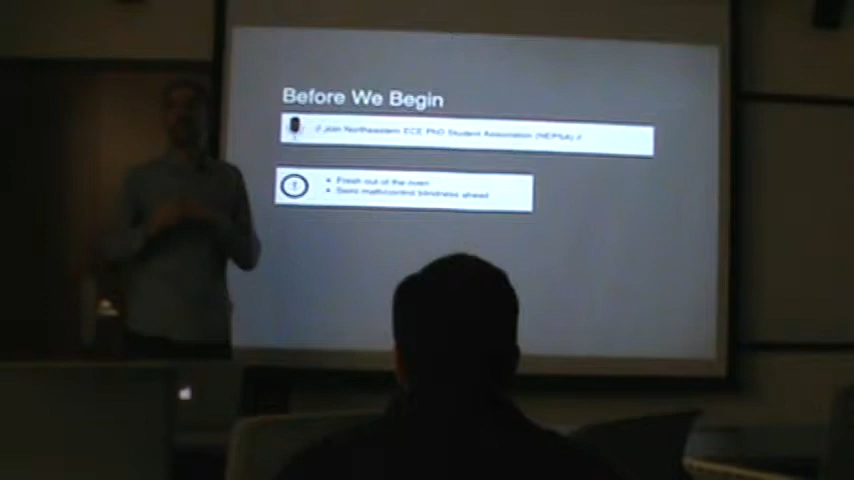 Before We Begin
// join Northeastern ECE PhD Student Association (NEPSA) //
• Fresh out of the oven
• Semi math/control blindness ahead